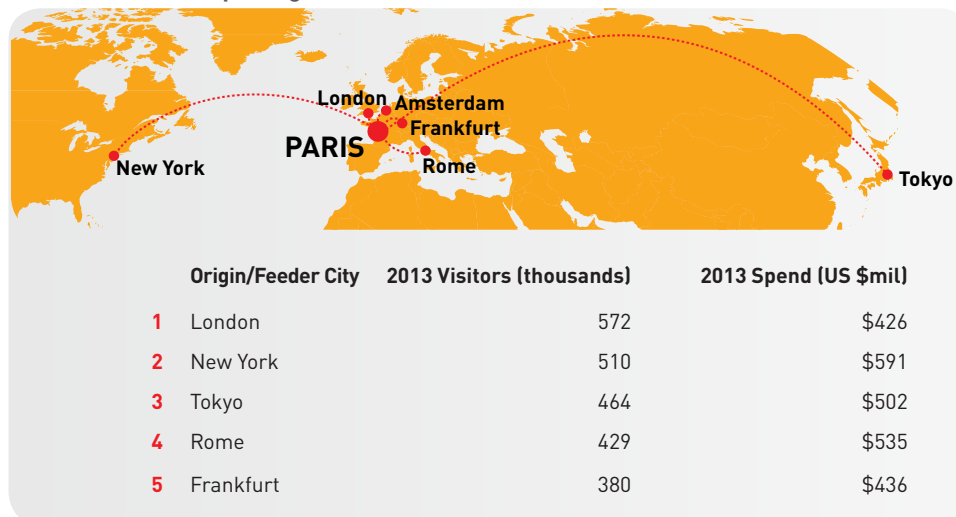 London
Amsterdam
PARIS
Frankfurt
New York
Rome
Tokyo
Origin/Feeder City 2013 Visitors (thousands) 2013 Spend (US $mil)
1 London 572 $426
2 New York 510 $591
3 Tokyo 464 $502
4 Rome 429 $535
5 Frankfurt 380 $436